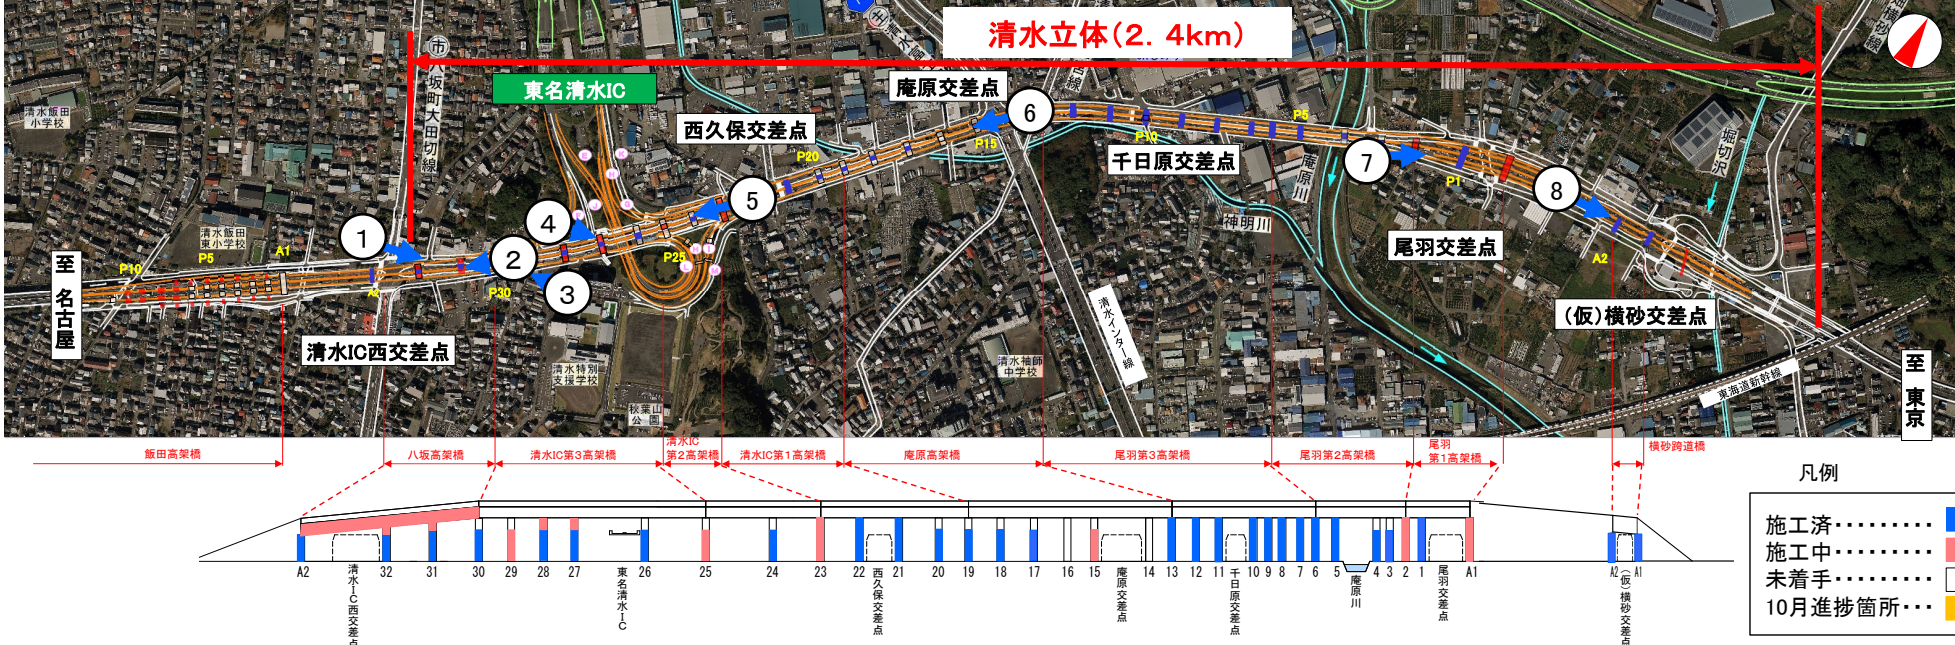 清水立体(2.4km)
市
八坂町大田切線
東名清水IC
庵原交差点
西久保交差点
千日原交差点
尾羽交差点
(仮)横砂交差点
清水IC西交差点
清水飯田
小学校
清水飯田
東小学校
清水特別
支援学校
秋葉山
公園
清水袖師
中学校
清水インター線
庵原川
神明川
堀切沢
東海道新幹線
至 名古屋
至 東京
1
2
3
4
5
6
7
8
P10
P5
A1
A2
P30
P25
P20
P15
P10
P5
P1
A2
飯田高架橋
八坂高架橋
清水IC第3高架橋
清水IC
第2高架橋
清水IC第1高架橋
庵原高架橋
尾羽第3高架橋
尾羽第2高架橋
尾羽
第1高架橋
横砂跨道橋
A2
清水IC西交差点
32
31
30
29
28
27
東名清水IC
26
25
24
23
22
西久保交差点
21
20
19
18
17
16
15
庵原交差点
14
13
12
11
千日原交差点
10
9
8
7
6
5
庵原川
4
3
2
1
尾羽交差点
A1
A2
(仮)横砂交差点
A1
凡例
施工済・・・・・・・・・
施工中・・・・・・・・・
未着手・・・・・・・・・
10月進捗箇所・・・